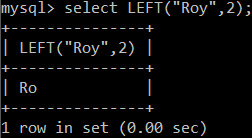 mysql> select LEFT("Roy",2);
+---------------+
| LEFT("Roy",2) |
+---------------+
| Ro            |
+---------------+
1 row in set (0.00 sec)